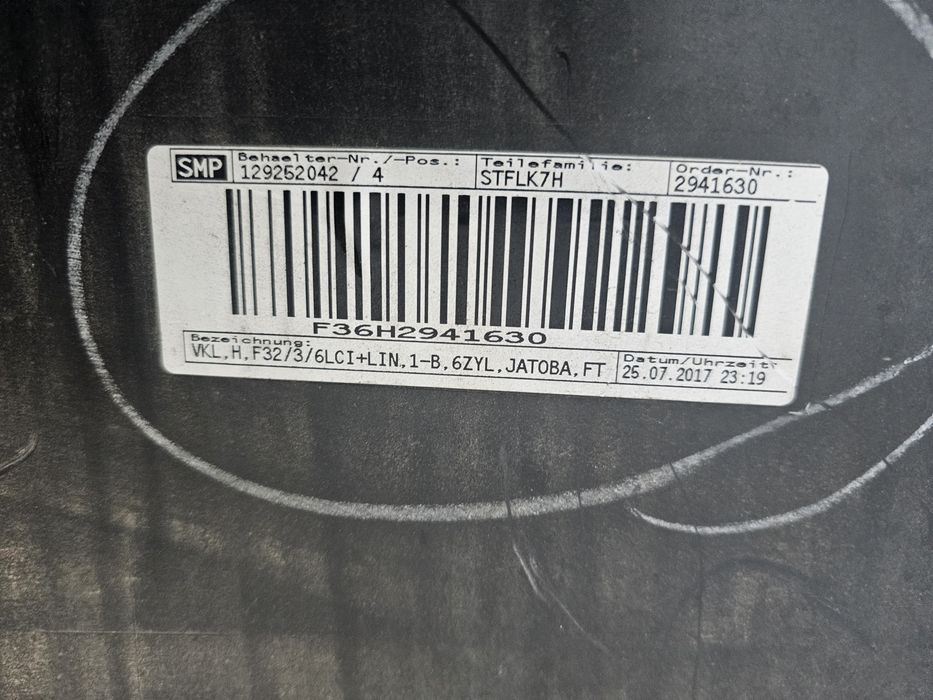 SMP
Behaelter-Nr./-Pos.:
129252042 / 4
Teilefamilie:
STFLK7H
Order-Nr.:
2941630
F36H2941630
Bezeichnung:
VKL,H,F32/3/6LCI+LIN,1-B,6ZYL,JATOBA,FT
Datum/Uhrzeit:
25.07.2017 23:19